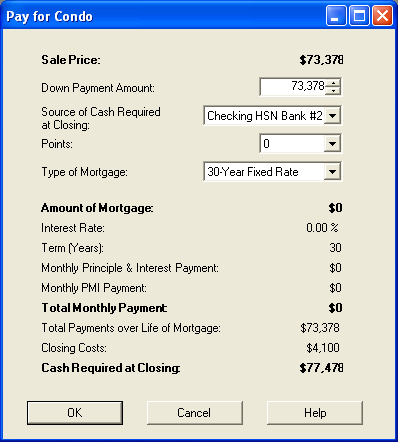 Pay for Condo
Sale Price: $73,378
Down Payment Amount: 73,378
Source of Cash Required
at Closing: Checking HSN Bank #2
Points: 0
Type of Mortgage: 30-Year Fixed Rate
Amount of Mortgage: $0
Interest Rate: 0.00 %
Term (Years): 30
Monthly Principle & Interest Payment: $0
Monthly PMI Payment: $0
Total Monthly Payment: $0
Total Payments over Life of Mortgage: $73,378
Closing Costs: $4,100
Cash Required at Closing: $77,478
OK Cancel Help